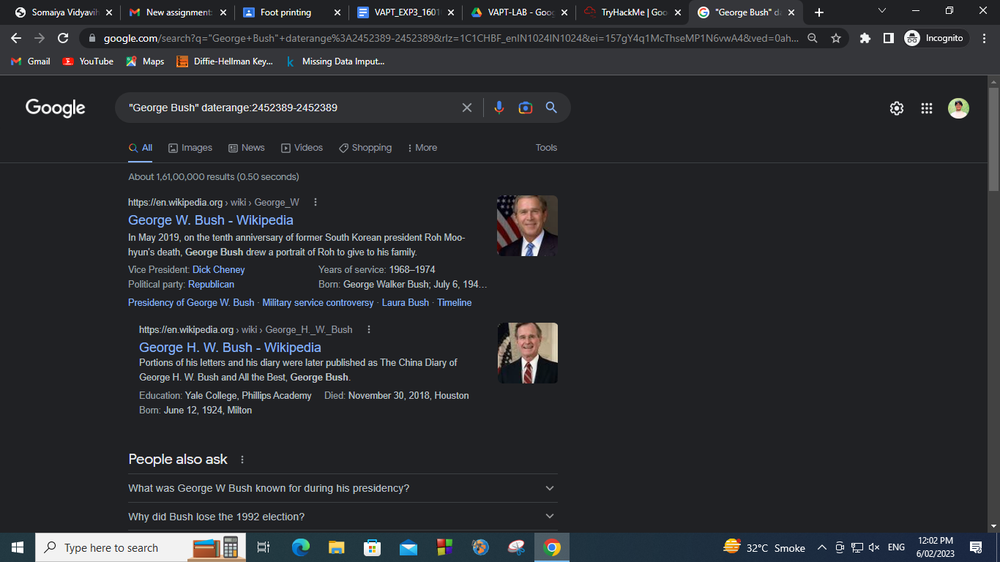 Somaiya Vidyavih
New assignment:
Foot printing
VAPT_EXP3_1601
VAPT-LAB - Goog
TryHackMe | Goo
"George Bush" da
google.com/search?q="George+Bush"+daterange%3A2452389-2452389&rlz=1C1CHBF_enIN1024IN1024&ei=157gY4q1McThseMP1N6vwA4&ved=0ah...
Incognito
Gmail
YouTube
Maps
Diffie-Hellman Key...
Missing Data Imput...
Google
"George Bush" daterange:2452389-2452389
All
Images
News
Videos
Shopping
More
Tools
About 1,61,00,000 results (0.50 seconds)
https://en.wikipedia.org › wiki › George_W
George W. Bush - Wikipedia
In May 2019, on the tenth anniversary of former South Korean president Roh Moo-
hyun's death, George Bush drew a portrait of Roh to give to his family.
Vice President: Dick Cheney
Years of service: 1968–1974
Political party: Republican
Born: George Walker Bush; July 6, 194…
Presidency of George W. Bush · Military service controversy · Laura Bush · Timeline
https://en.wikipedia.org › wiki › George_H._W._Bush
George H. W. Bush - Wikipedia
Portions of his letters and his diary were later published as The China Diary of
George H. W. Bush and All the Best, George Bush.
Education: Yale College, Phillips Academy
Died: November 30, 2018, Houston
Born: June 12, 1924, Milton
People also ask
What was George W Bush known for during his presidency?
Why did Bush lose the 1992 election?
Type here to search
32°C Smoke
ENG
12:02 PM
6/02/2023